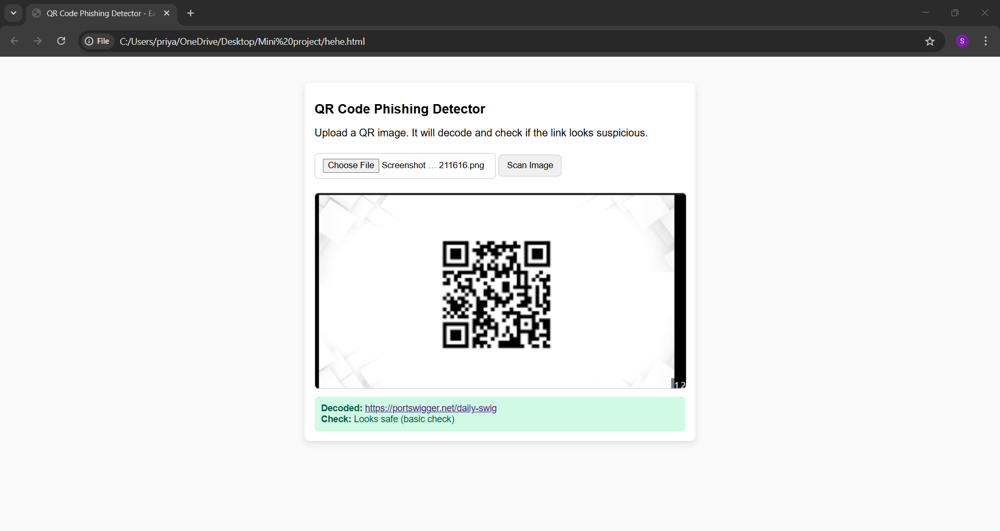 QR Code Phishing Detector - Ea
File
C:/Users/priya/OneDrive/Desktop/Mini%20project/hehe.html
S
QR Code Phishing Detector
Upload a QR image. It will decode and check if the link looks suspicious.
Choose File Screenshot ... 211616.png Scan Image
1.2
Decoded: https://portswigger.net/daily-swig
Check: Looks safe (basic check)